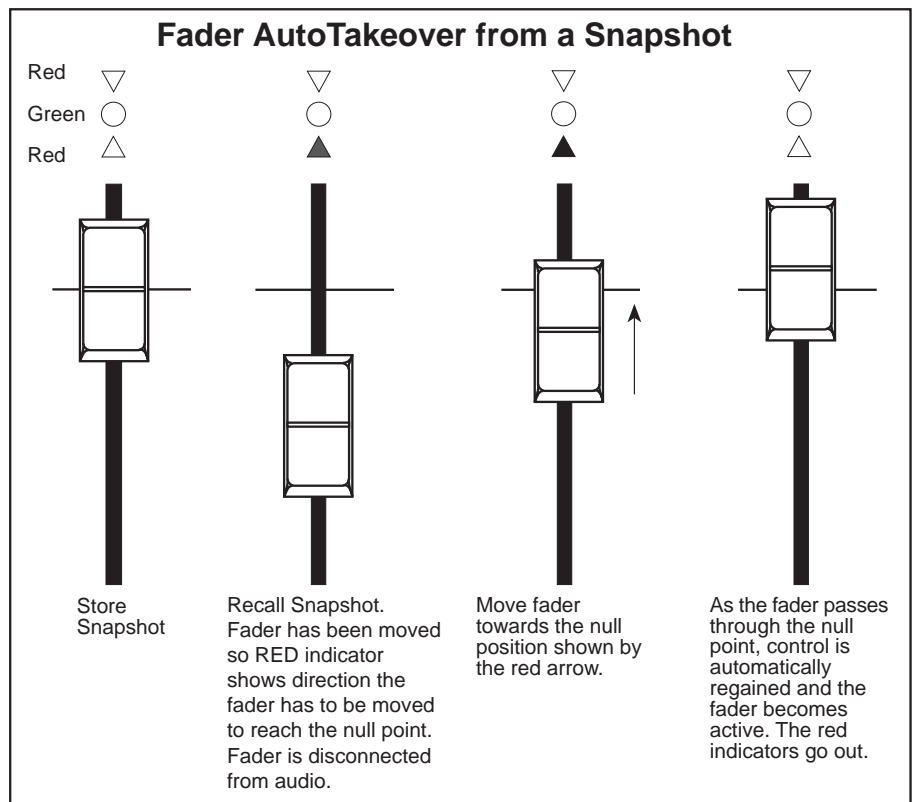 Fader AutoTakeover from a Snapshot
Red
Green
Red
Store
Snapshot
Recall Snapshot.
Fader has been moved
so RED indicator
shows direction the
fader has to be moved
to reach the null point.
Fader is disconnected
from audio.
Move fader
towards the null
position shown by
the red arrow.
As the fader passes
through the null
point, control is
automatically
regained and the
fader becomes
active. The red
indicators go out.